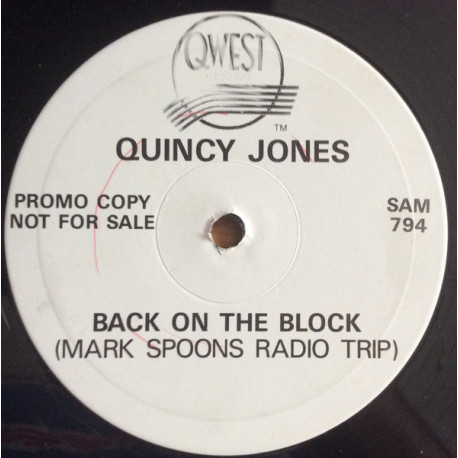 QWEST
TM
QUINCY JONES
PROMO COPY
NOT FOR SALE
SAM
794
BACK ON THE BLOCK
(MARK SPOONS RADIO TRIP)